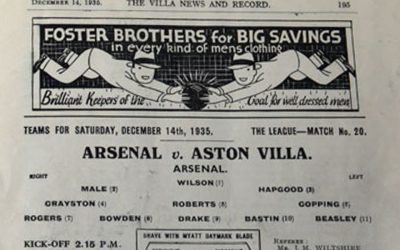 DECEMBER 14, 1935. THE VILLA NEWS AND RECORD. 195
FOSTER BROTHERS for BIG SAVINGS
in every kind of mens clothing
Brilliant Keepers of the Goal for well dressed men
TEAMS FOR SATURDAY, DECEMBER 14th, 1935. THE LEAGUE—MATCH No. 20.
ARSENAL v. ASTON VILLA.
RIGHT ARSENAL. LEFT
WILSON (1)
MALE (2) HAPGOOD (3)
CRAYSTON (4) ROBERTS (5) COPPING (6)
ROGERS (7) BOWDEN (8) DRAKE (9) BASTIN (10) BEASLEY (11)
KICK-OFF 2.15 P.M.
SHAVE WITH MYATT DAYMARK BLADE
REFEREE:
Mr. J. M. WILTSHIRE